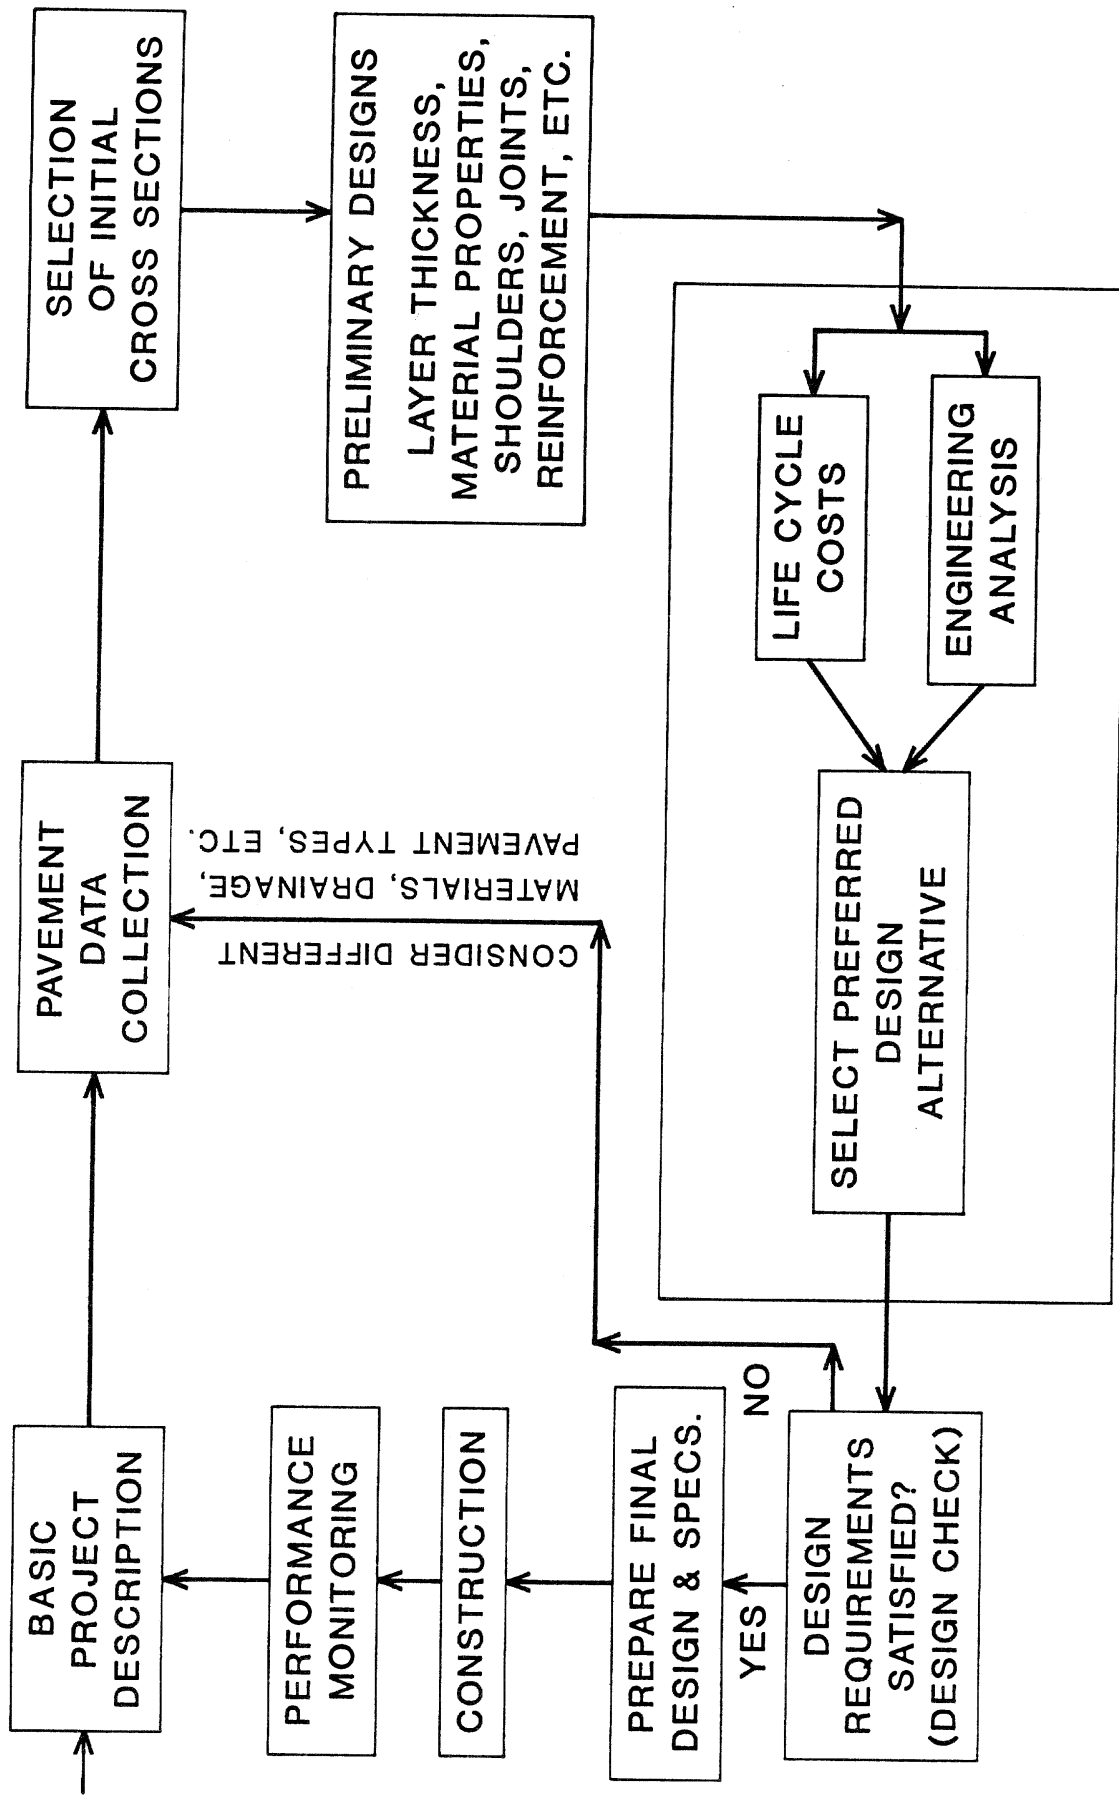 BASIC
PROJECT
DESCRIPTION
PAVEMENT
DATA
COLLECTION
SELECTION
OF INITIAL
CROSS SECTIONS
PRELIMINARY DESIGNS
LAYER THICKNESS,
MATERIAL PROPERTIES,
SHOULDERS, JOINTS,
REINFORCEMENT, ETC.
LIFE CYCLE
COSTS
ENGINEERING
ANALYSIS
SELECT PREFERRED
DESIGN
ALTERNATIVE
DESIGN
REQUIREMENTS
SATISFIED?
(DESIGN CHECK)
NO
CONSIDER DIFFERENT
MATERIALS, DRAINAGE,
PAVEMENT TYPES, ETC.
YES
PREPARE FINAL
DESIGN & SPECS.
CONSTRUCTION
PERFORMANCE
MONITORING